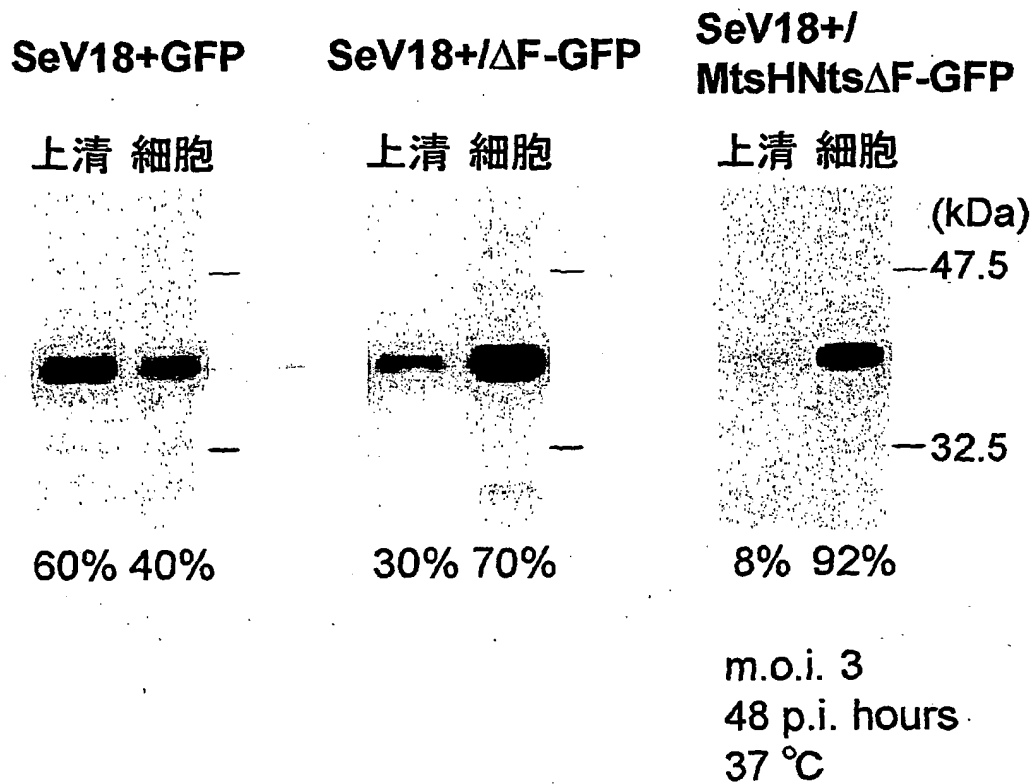 SeV18+GFP
SeV18+/ΔF-GFP
SeV18+/
MtsHNtsΔF-GFP
上清 細胞
上清 細胞
上清 細胞
(kDa)
47.5
32.5
60% 40%
30% 70%
8% 92%
m.o.i. 3
48 p.i. hours
37 °C